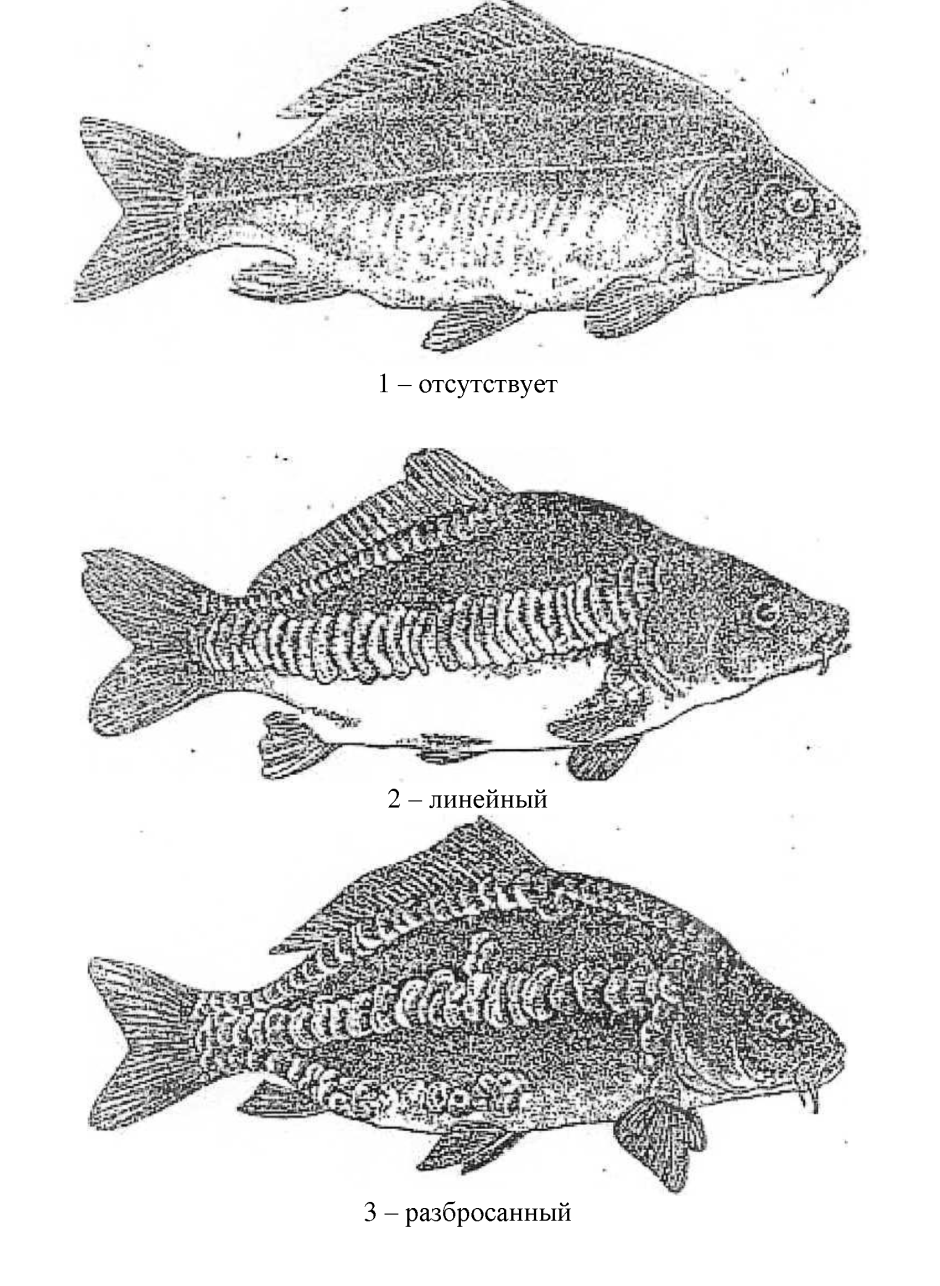 1 – отсутствует
2 – линейный
3 – разбросанный